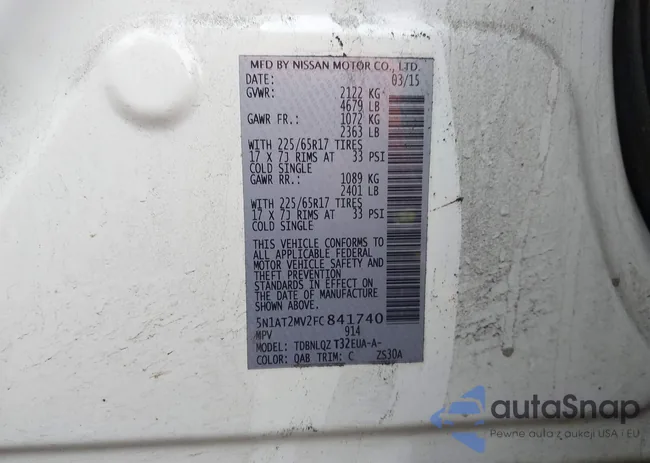 MFD BY NISSAN MOTOR CO., LTD.
DATE: 03/15
GVWR: 2122 KG
4679 LB
GAWR FR: 1072 KG
2363 LB
WITH 225/65R17 TIRES
17 X 7J RIMS AT 33 PSI
COLD SINGLE
GAWR RR.: 1089 KG
2401 LB
WITH 225/65R17 TIRES
17 X 7J RIMS AT 33 PSI
COLD SINGLE
THIS VEHICLE CONFORMS TO
ALL APPLICABLE FEDERAL
MOTOR VEHICLE SAFETY AND
THEFT PREVENTION
STANDARDS IN EFFECT ON THE
DATE OF MANUFACTURE
SHOWN ABOVE.
5N1AT2MV2FC841740
MPV 914
MODEL: TDBNLQZ T32EUA-A-
COLOR: QAB TRIM: C ZS30A
autaSnap
Pewne auta z aukcji USA i EU